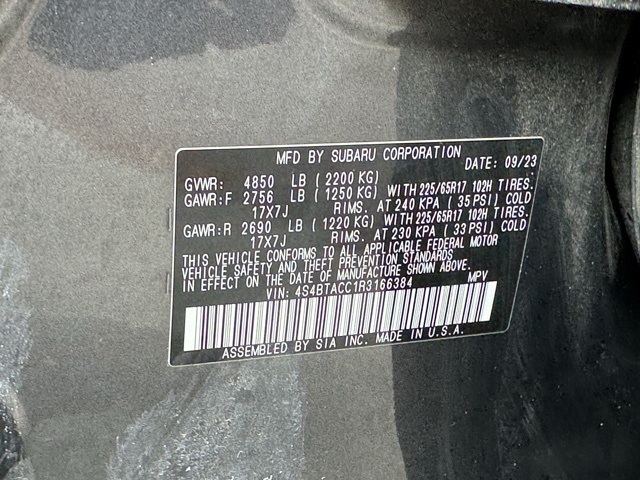 MFD BY SUBARU CORPORATION DATE: 09/23
GVWR: 4850 LB ( 2200 KG)
GAWR:F 2756 LB ( 1250 KG) WITH 225/65R17 102H TIRES.
17X7J RIMS. AT 240 KPA ( 35 PSI) COLD
GAWR:R 2690 LB ( 1220 KG) WITH 225/65R17 102H TIRES.
17X7J RIMS. AT 230 KPA ( 33 PSI) COLD
THIS VEHICLE CONFORMS TO ALL APPLICABLE FEDERAL MOTOR
VEHICLE SAFETY AND THEFT PREVENTION STANDARDS
IN EFFECT ON THE DATE OF MANUFACTURE SHOWN ABOVE.
VIN: 4S4BTACC1R3166384 MPV
ASSEMBLED BY SIA INC. MADE IN U.S.A.